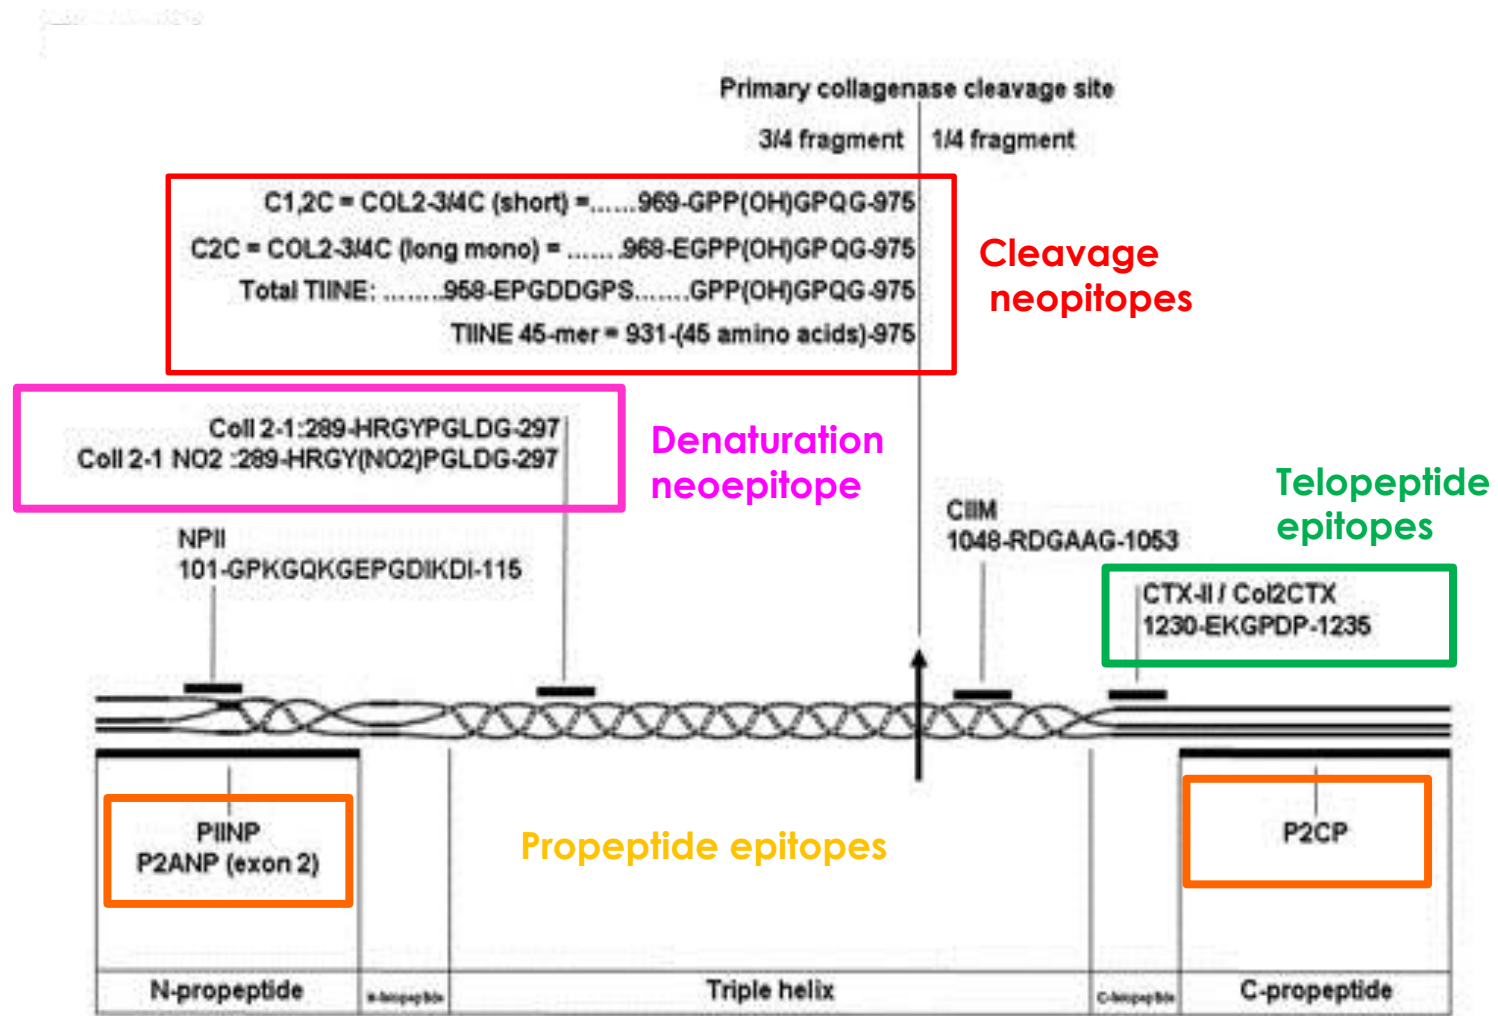 Primary collagenase cleavage site
3/4 fragment 1/4 fragment
C1,2C = COL2-3/4C (short) =......969-GPP(OH)GPQG-975
C2C = COL2-3/4C (long mono) = .......968-EGPP(OH)GPQG-975
Total TIINE: ........958-EPGDDGPS.......GPP(OH)GPQG-975
TIINE 45-mer = 931-(45 amino acids)-975
Cleavage
neopitopes
Coll 2-1:289-HRGYPGLDG-297
Coll 2-1 NO2 :289-HRGY(NO2)PGLDG-297
Denaturation
neoepitope
NPII
101-GPKGQKGEPGDIKDI-115
CIIM
1048-RDGAAG-1053
Telopeptide
epitopes
CTX-II / Col2CTX
1230-EKGPDP-1235
PIINP
P2ANP (exon 2)
Propeptide epitopes
P2CP
N-propeptide
N-telopeptide
Triple helix
C-telopeptide
C-propeptide